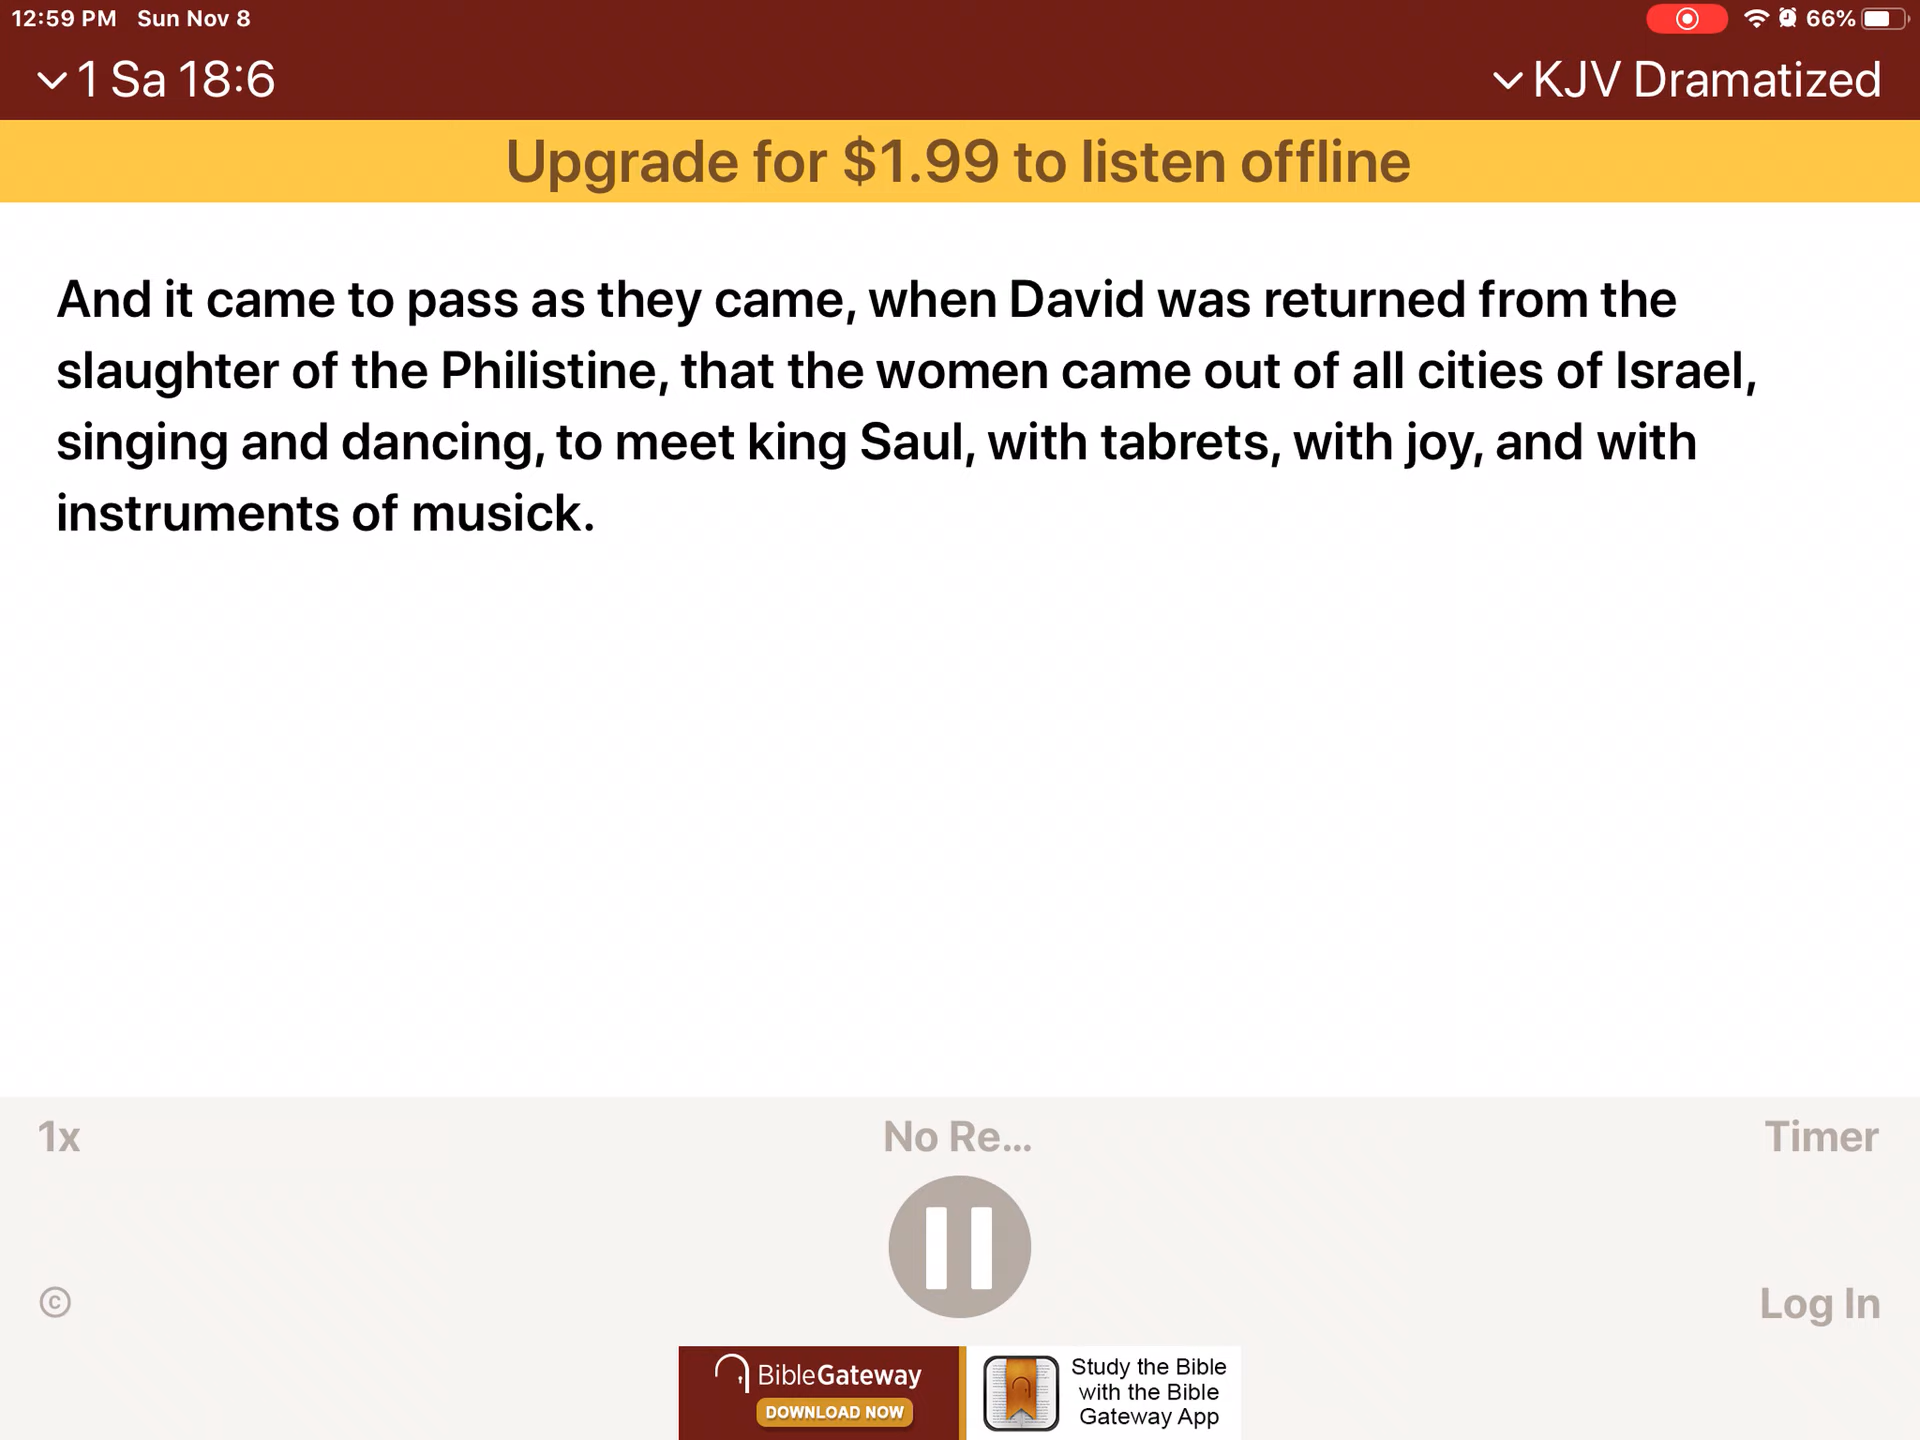 12:59 PM Sun Nov 8 66%
1 Sa 18:6 KJV Dramatized
Upgrade for $1.99 to listen offline
And it came to pass as they came, when David was returned from the
slaughter of the Philistine, that the women came out of all cities of Israel,
singing and dancing, to meet king Saul, with tabrets, with joy, and with
instruments of musick.
1x No Re... Timer
© Log In
BibleGateway
DOWNLOAD NOW
Study the Bible
with the Bible
Gateway App